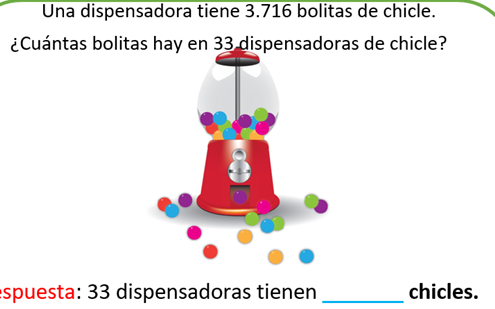 Una dispensadora tiene 3.716 bolitas de chicle.
¿Cuántas bolitas hay en 33 dispensadoras de chicle?
espuesta: 33 dispensadoras tienen ________ chicles.